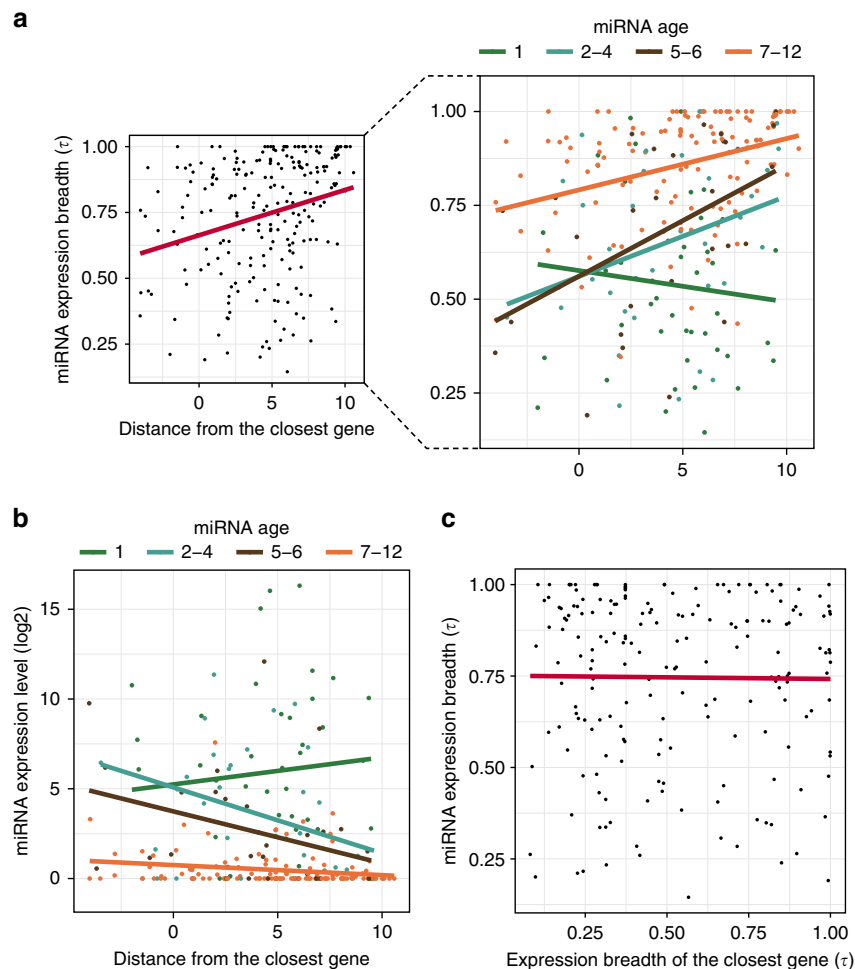 a
miRNA age
1 2–4 5–6 7–12
miRNA expression breadth (τ)
1.00
0.75
0.50
0.25
0 5 10
Distance from the closest gene
1.00
0.75
0.50
0.25
0 5 10
b
miRNA age
1 2–4 5–6 7–12
miRNA expression level (log2)
15
10
5
0
0 5 10
Distance from the closest gene
c
miRNA expression breadth (τ)
1.00
0.75
0.50
0.25
0.25 0.50 0.75 1.00
Expression breadth of the closest gene (τ)